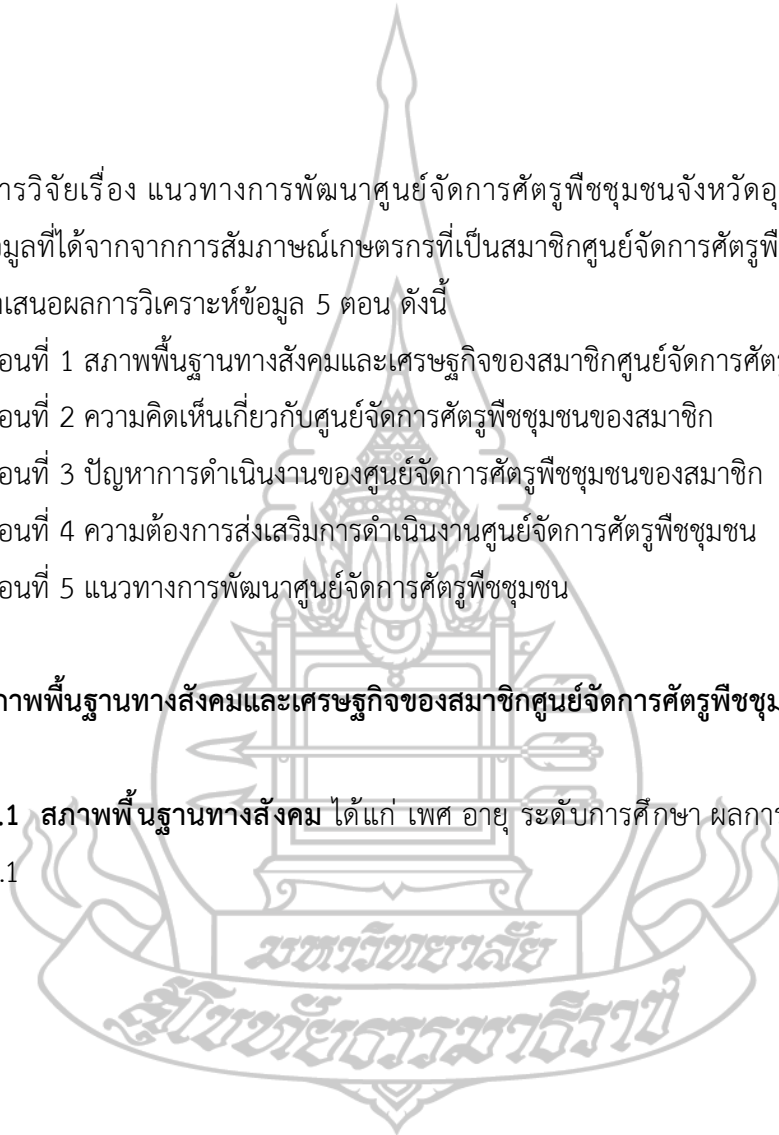 ารวิจัยเรื่อง แนวทางการพัฒนาศูนย์จัดการศัตรูพืชชุมชนจังหวัดอุ
อมูลที่ได้จากจากการสัมภาษณ์เกษตรกรที่เป็นสมาชิกศูนย์จัดการศัตรูพื
าเสนอผลการวิเคราะห์ข้อมูล 5 ตอน ดังนี้
อนที่ 1 สภาพพื้นฐานทางสังคมและเศรษฐกิจของสมาชิกศูนย์จัดการศัตรู
อนที่ 2 ความคิดเห็นเกี่ยวกับศูนย์จัดการศัตรูพืชชุมชนของสมาชิก
อนที่ 3 ปัญหาการดำเนินงานของศูนย์จัดการศัตรูพืชชุมชนของสมาชิก
อนที่ 4 ความต้องการส่งเสริมการดำเนินงานศูนย์จัดการศัตรูพืชชุมชน
อนที่ 5 แนวทางการพัฒนาศูนย์จัดการศัตรูพืชชุมชน
ภาพพื้นฐานทางสังคมและเศรษฐกิจของสมาชิกศูนย์จัดการศัตรูพืชชุม
.1 สภาพพื้นฐานทางสังคม ได้แก่ เพศ อายุ ระดับการศึกษา ผลการ
.1
มหาวิทยาลัย
สุโขทัยธรรมาธิราช